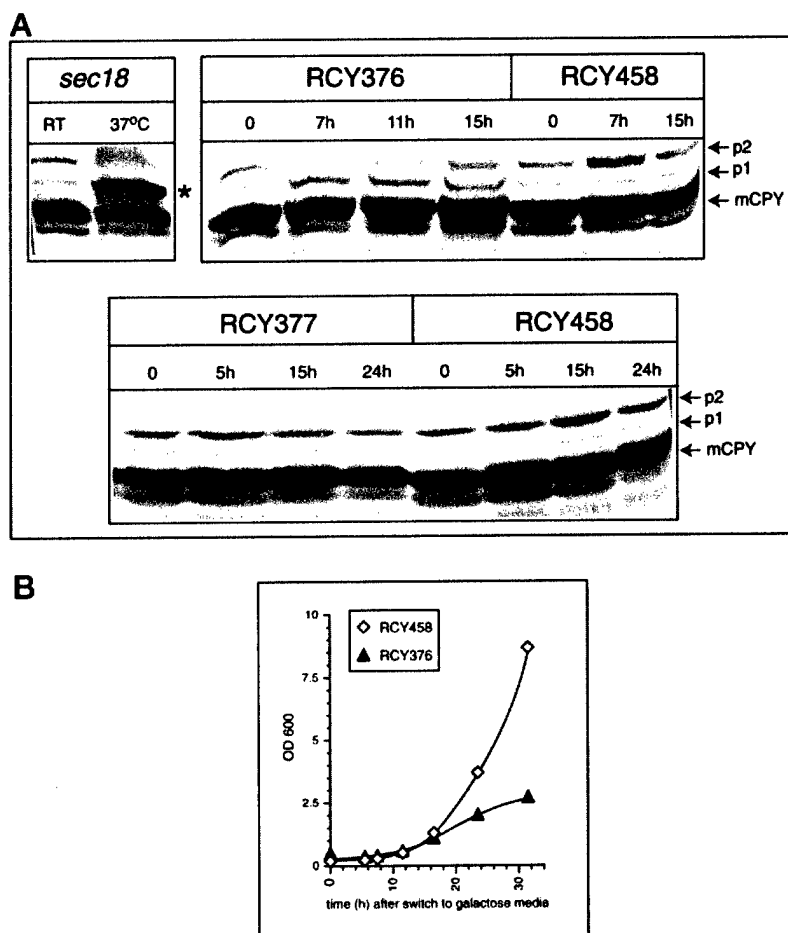 A
sec18
RT 37°C
*
RCY376 RCY458
0 7h 11h 15h 0 7h 15h
p2
p1
mCPY
RCY377 RCY458
0 5h 15h 24h 0 5h 15h 24h
p2
p1
mCPY
B
10
RCY458
RCY376
7.5
OD 600
5
2.5
0
0 10 20 30
time (h) after switch to galactose media